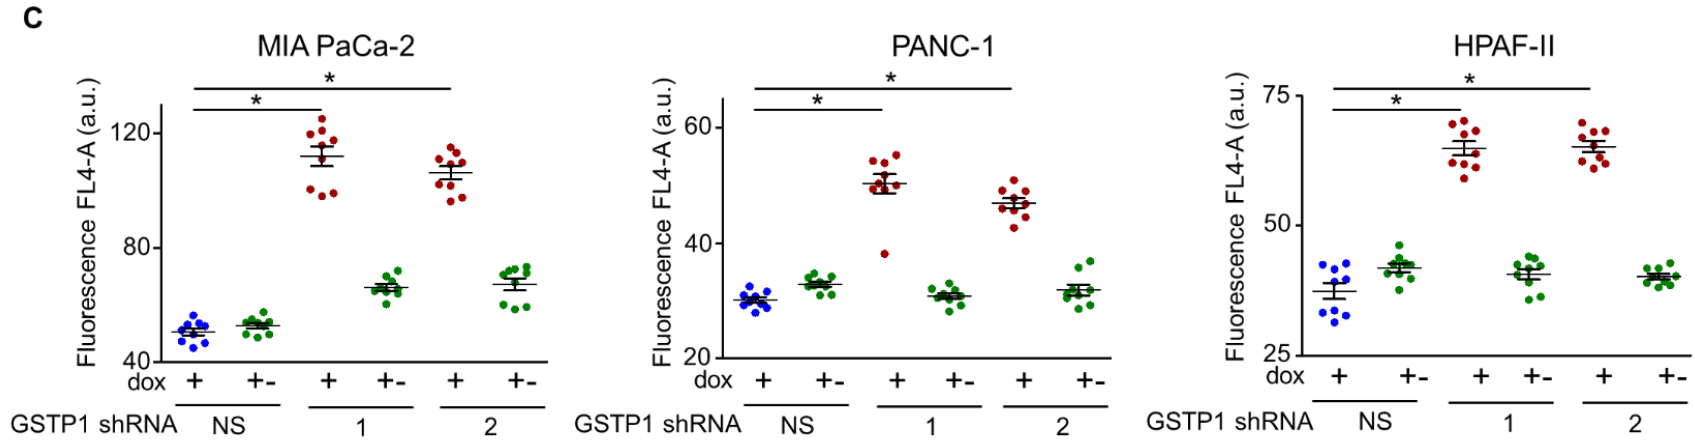 C
MIA PaCa-2
PANC-1
HPAF-II
Fluorescence FL4-A (a.u.)
120
80
40
* *
dox + +- + +- + +-
GSTP1 shRNA NS 1 2
Fluorescence FL4-A (a.u.)
60
40
20
* *
dox + +- + +- + +-
GSTP1 shRNA NS 1 2
Fluorescence FL4-A (a.u.)
75
50
25
* *
dox + +- + +- + +-
GSTP1 shRNA NS 1 2